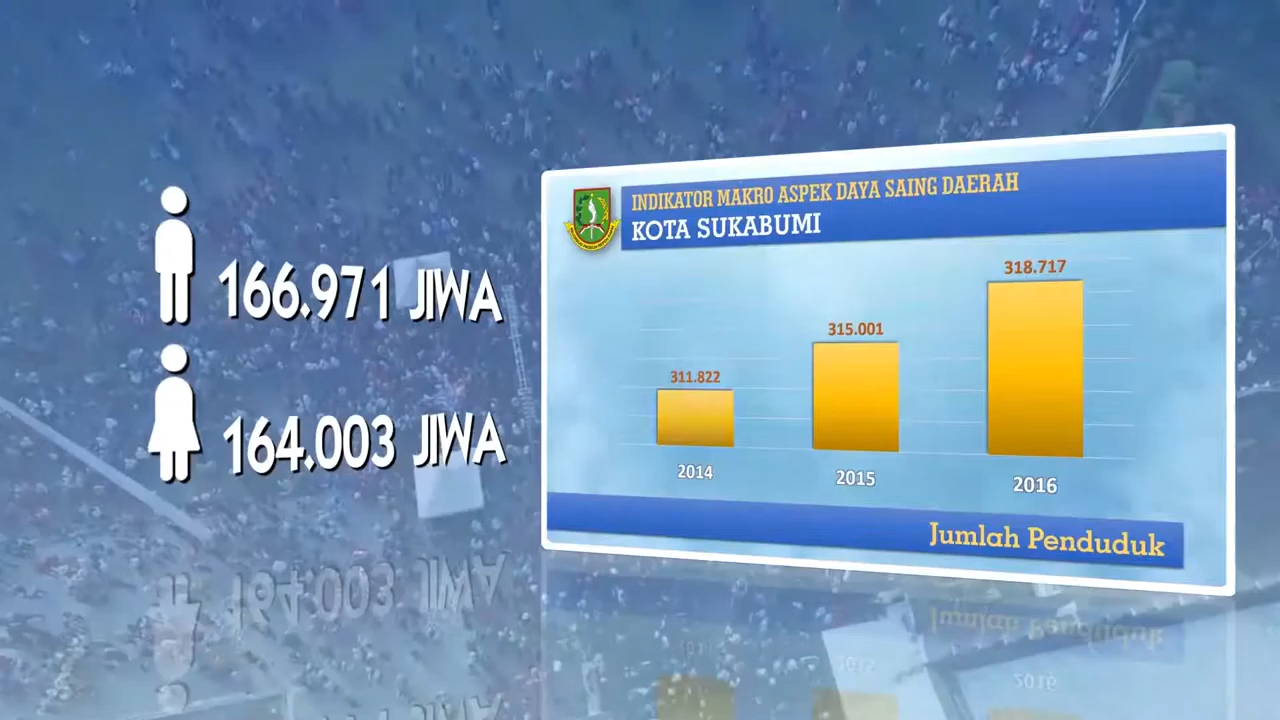 166.971 JIWA
164.003 JIWA
INDIKATOR MAKRO ASPEK DAYA SAING DAERAH
KOTA SUKABUMI
311.822
315.001
318.717
2014
2015
2016
Jumlah Penduduk